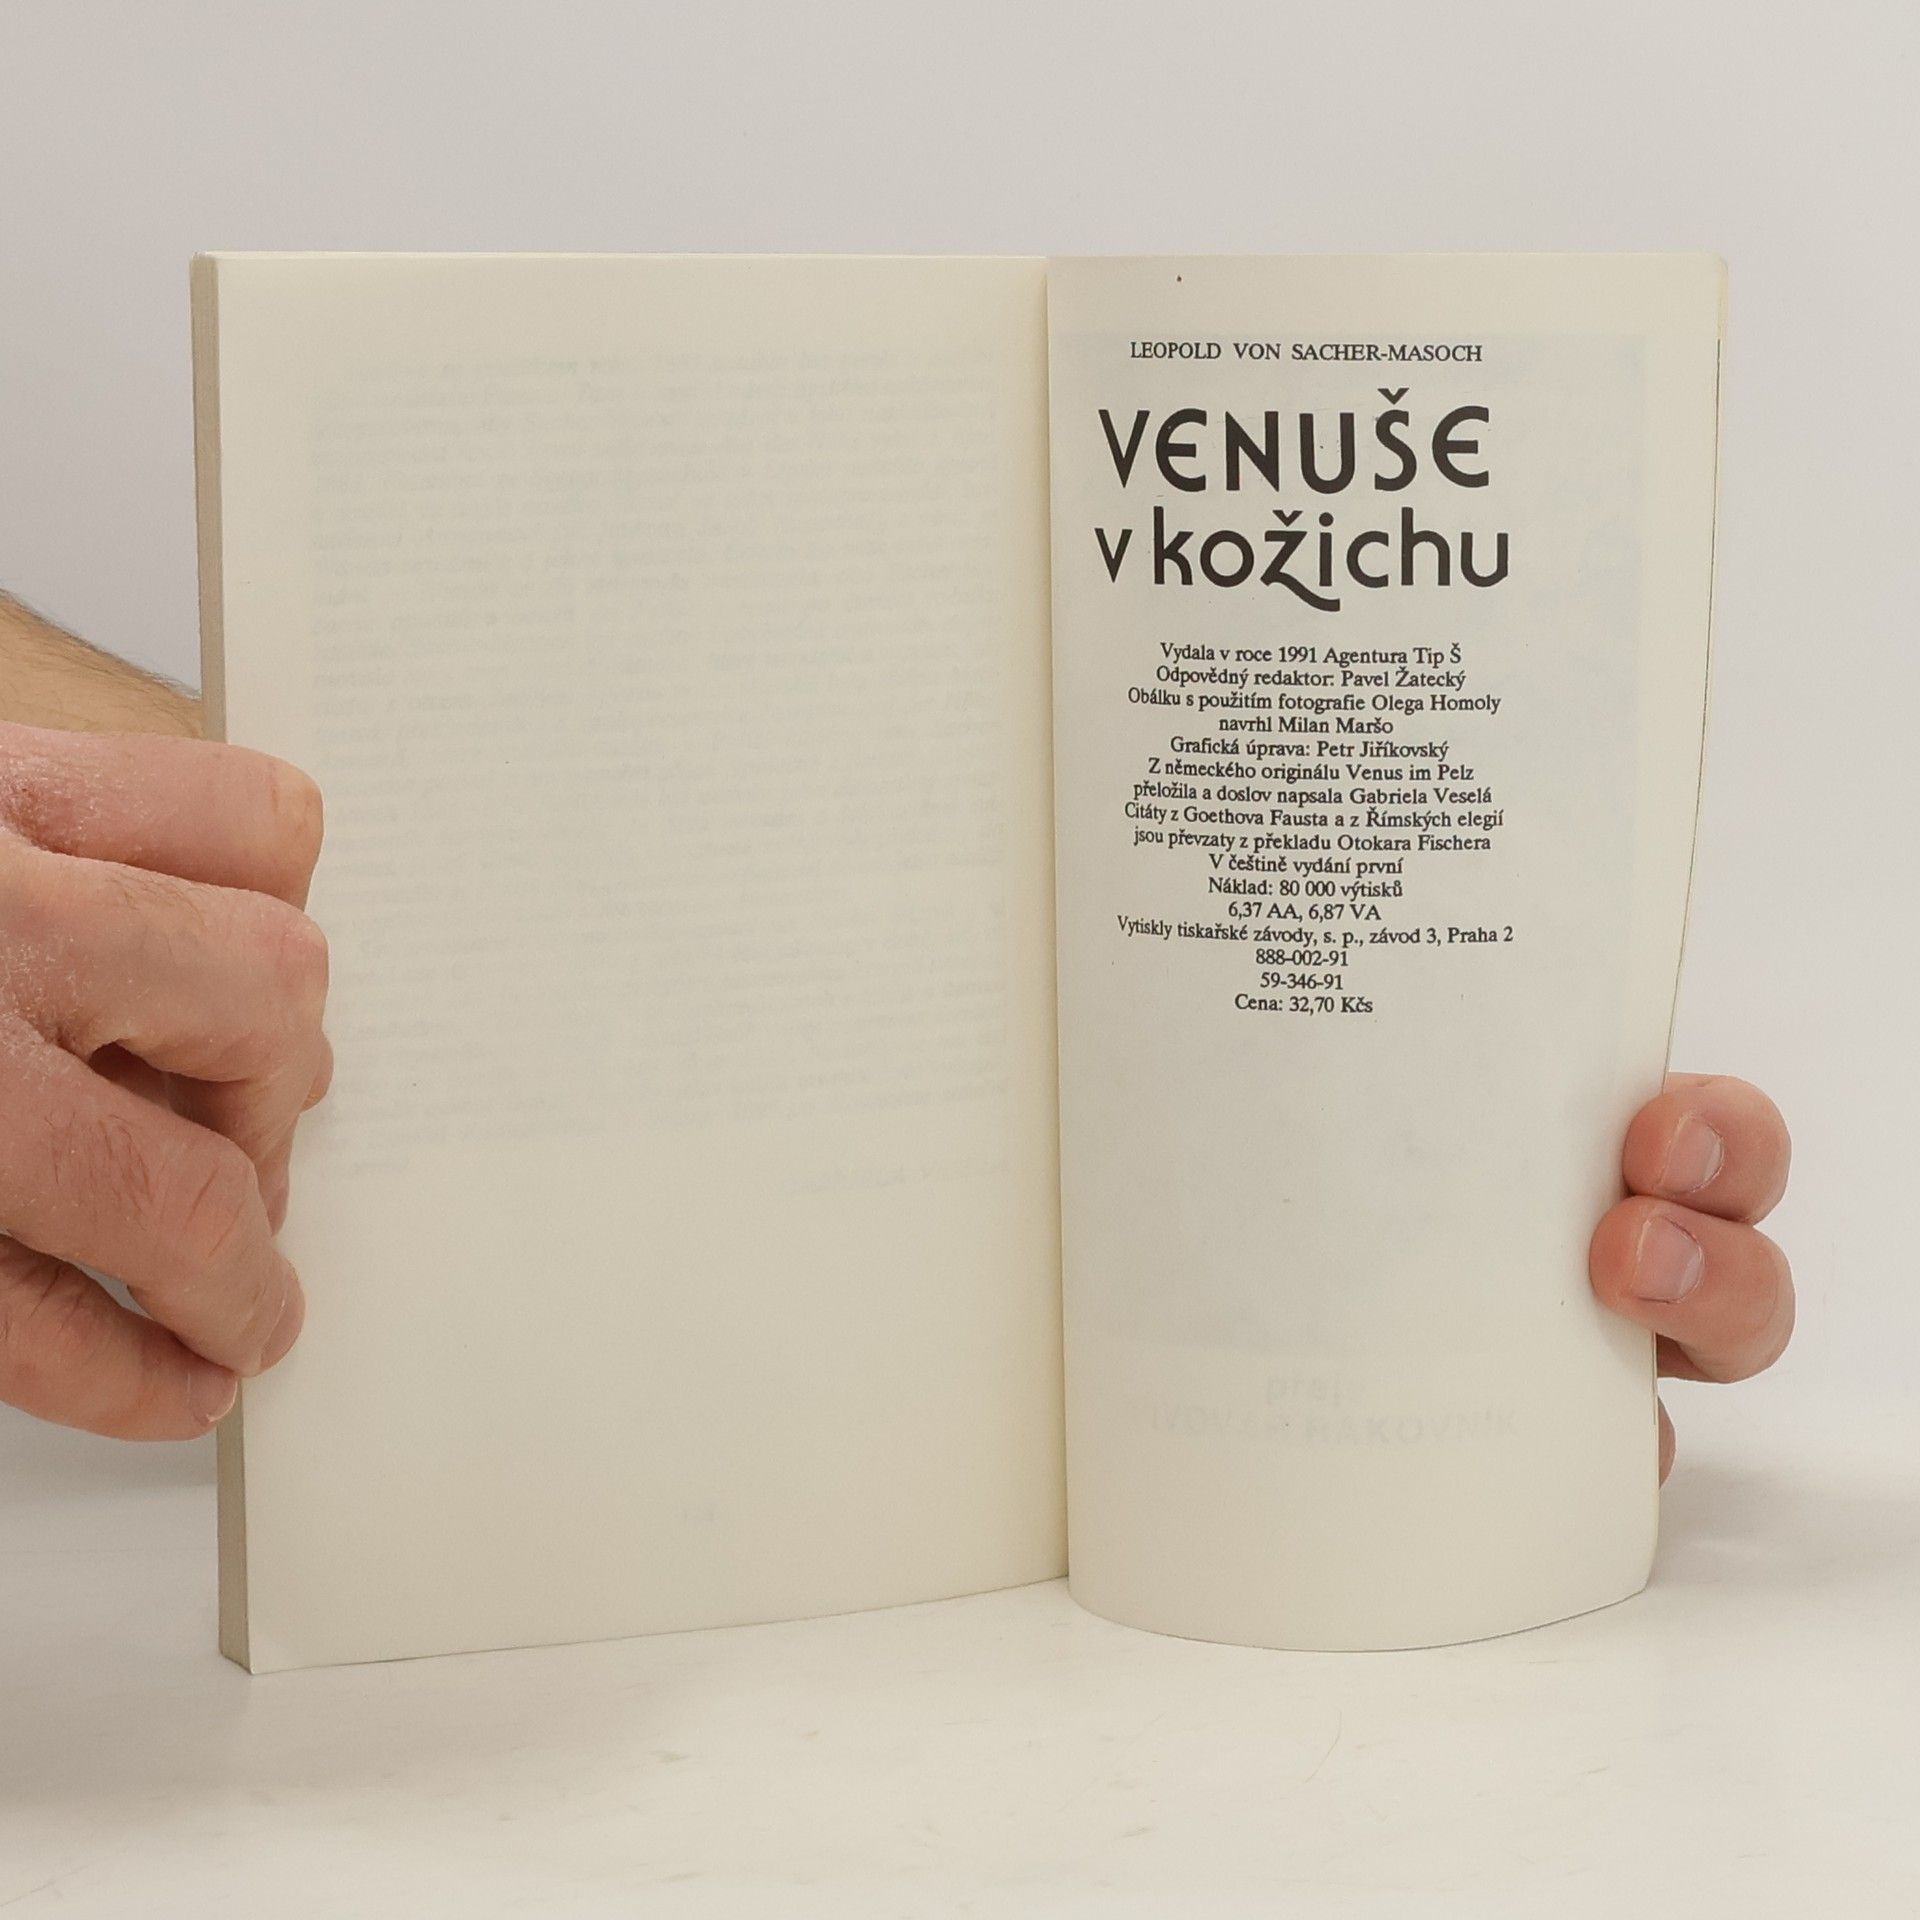 LEOPOLD VON SACHER-MASOCH
VENUŠE
v kožichu
Vydala v roce 1991 Agentura Tip Š
Odpovědný redaktor: Pavel Žatecký
Obálku s použitím fotografie Olega Homoly
navrhl Milan Maršo
Grafická úprava: Petr Jiříkovský
Z německého originálu Venus im Pelz
přeložila a doslov napsala Gabriela Veselá
Citáty z Goethova Fausta a z Římských elegií
jsou převzaty z překladu Otokara Fischera
V češtině vydání první
Náklad: 80 000 výtisků
6,37 AA, 6,87 VA
Vytiskly tiskařské závody, s. p., závod 3, Praha 2
888-002-91
59-346-91
Cena: 32,70 Kčs